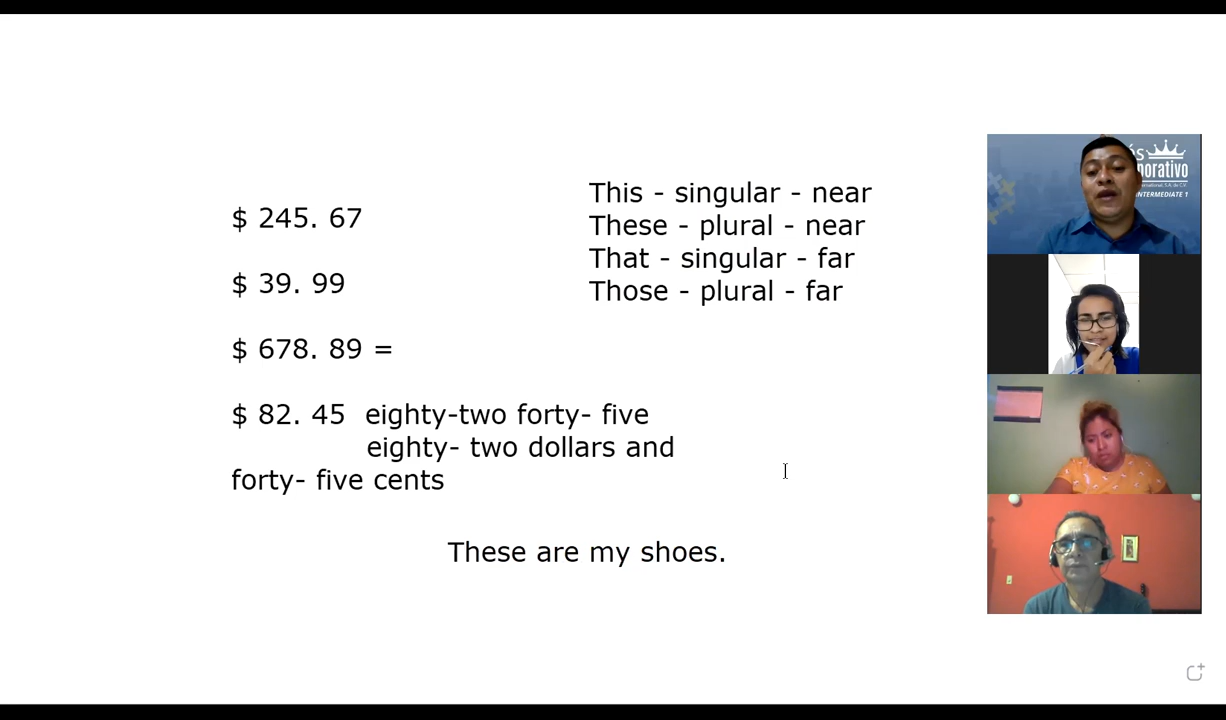 $ 245. 67
$ 39. 99
$ 678. 89 =
$ 82. 45 eighty-two forty- five
eighty- two dollars and
forty- five cents
This - singular - near
These - plural - near
That - singular - far
Those - plural - far
These are my shoes.
INTERMEDIATE 1